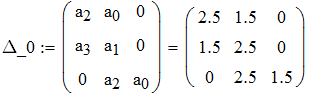 Δ_0 := ( a₂ a₀ 0 ) = ( 2.5 1.5 0 )
( a₃ a₁ 0 ) ( 1.5 2.5 0 )
( 0 a₂ a₀ ) ( 0 2.5 1.5 )